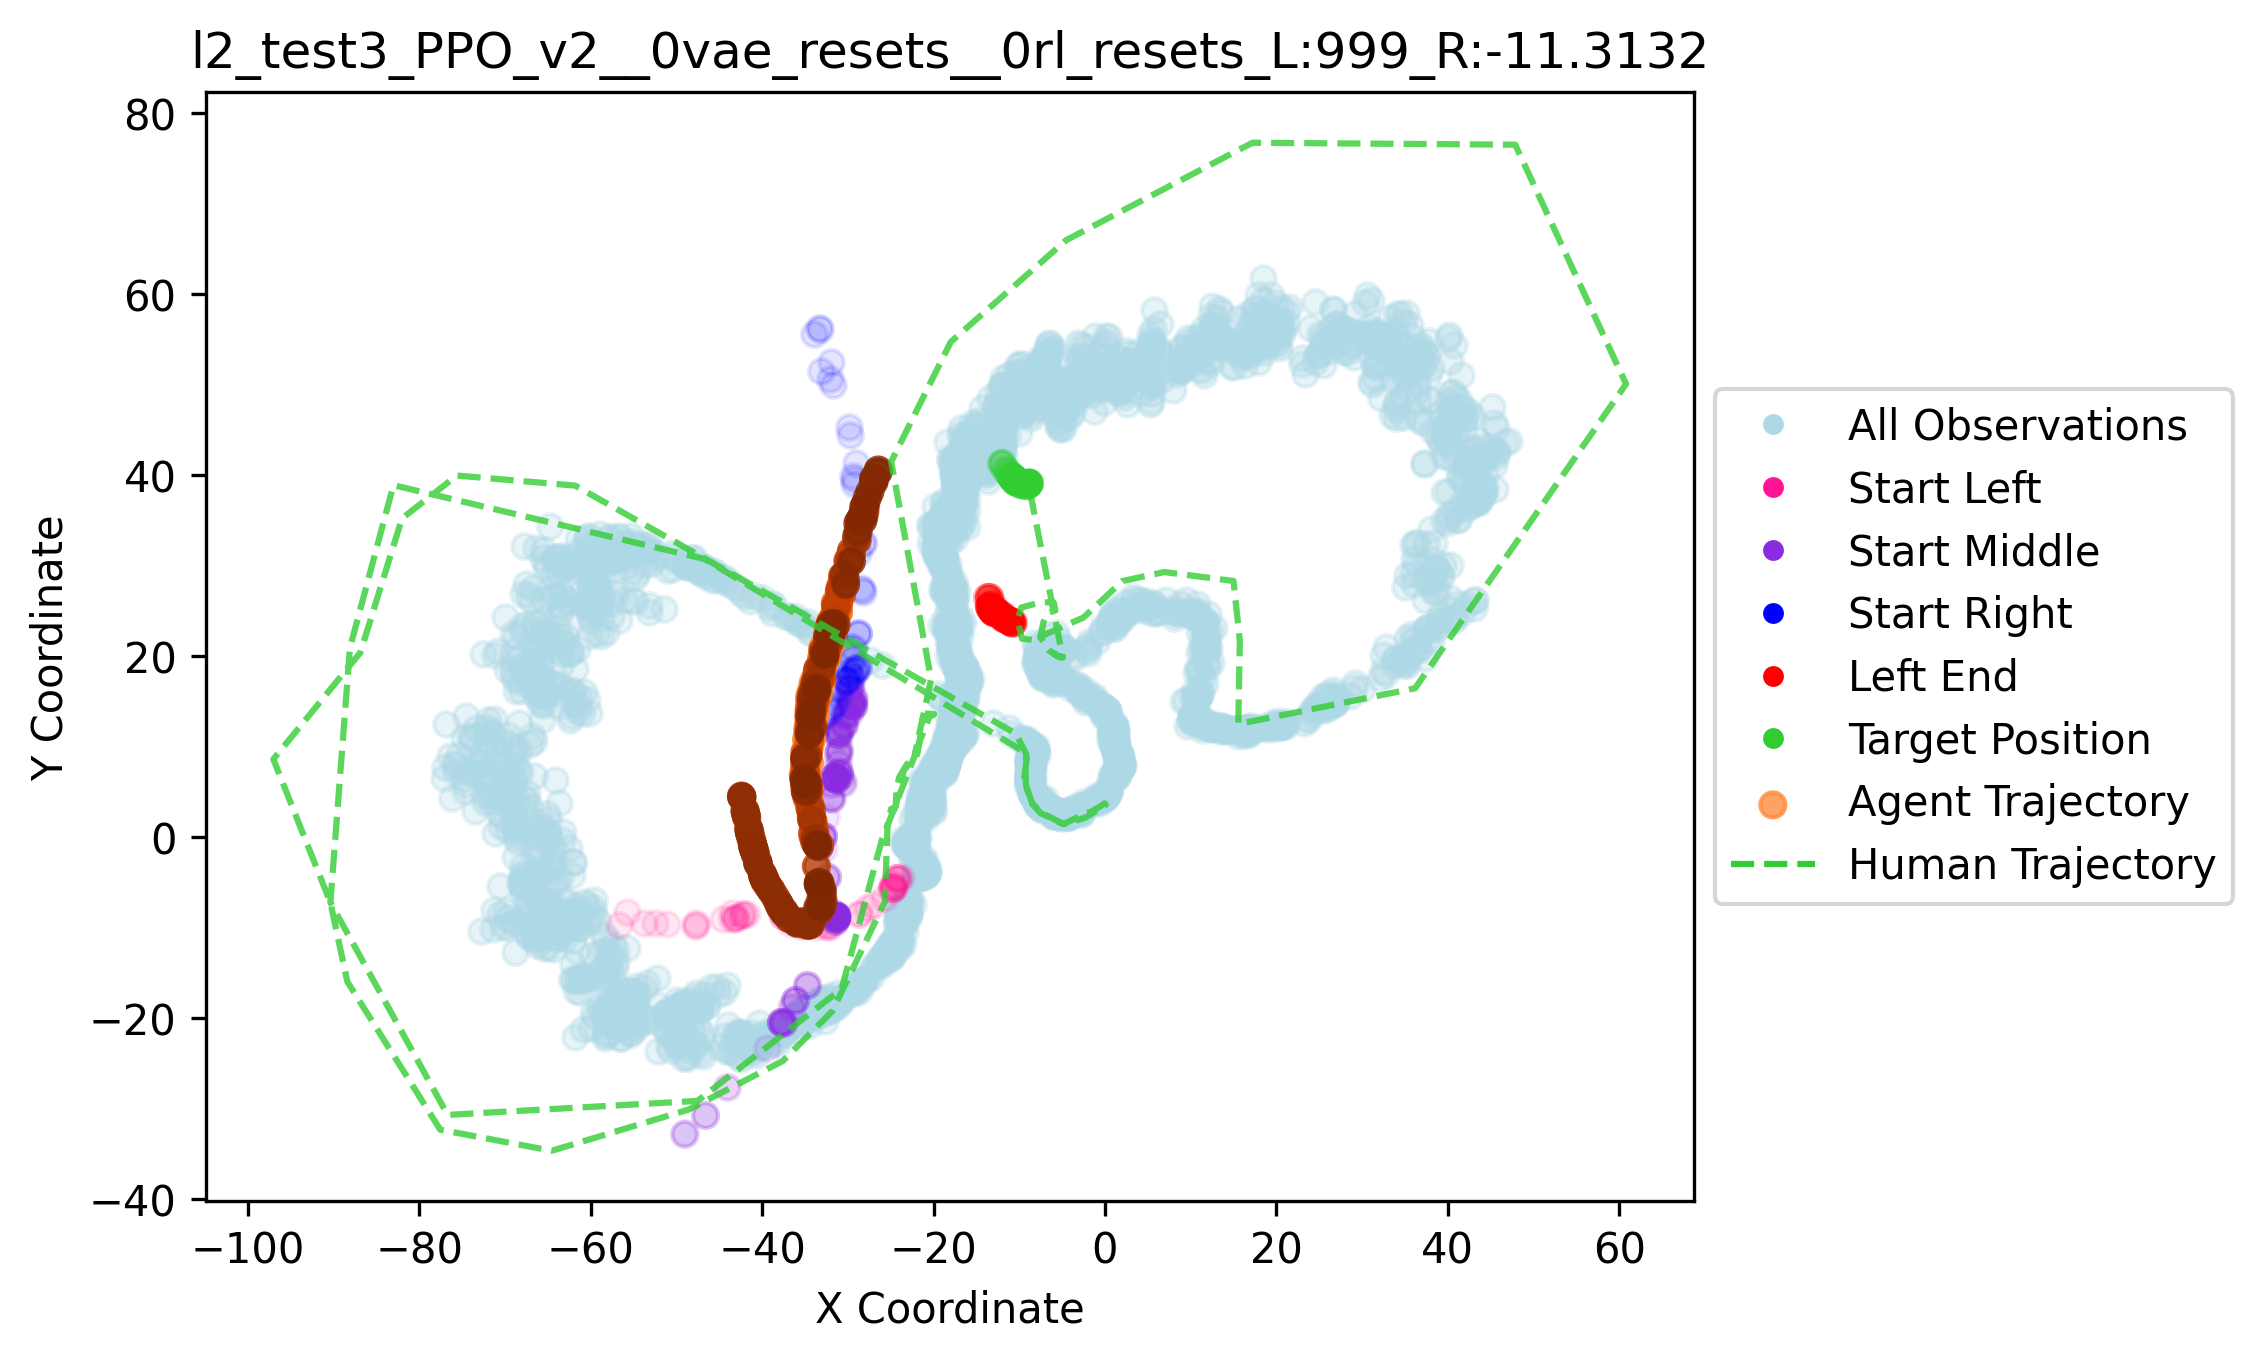 l2_test3_PPO_v2__0vae_resets__0rl_resets_L:999_R:-11.3132
80
60
40
20
0
−20
−40
Y Coordinate
−100
−80
−60
−40
−20
0
20
40
60
X Coordinate
All Observations
Start Left
Start Middle
Start Right
Left End
Target Position
Agent Trajectory
Human Trajectory